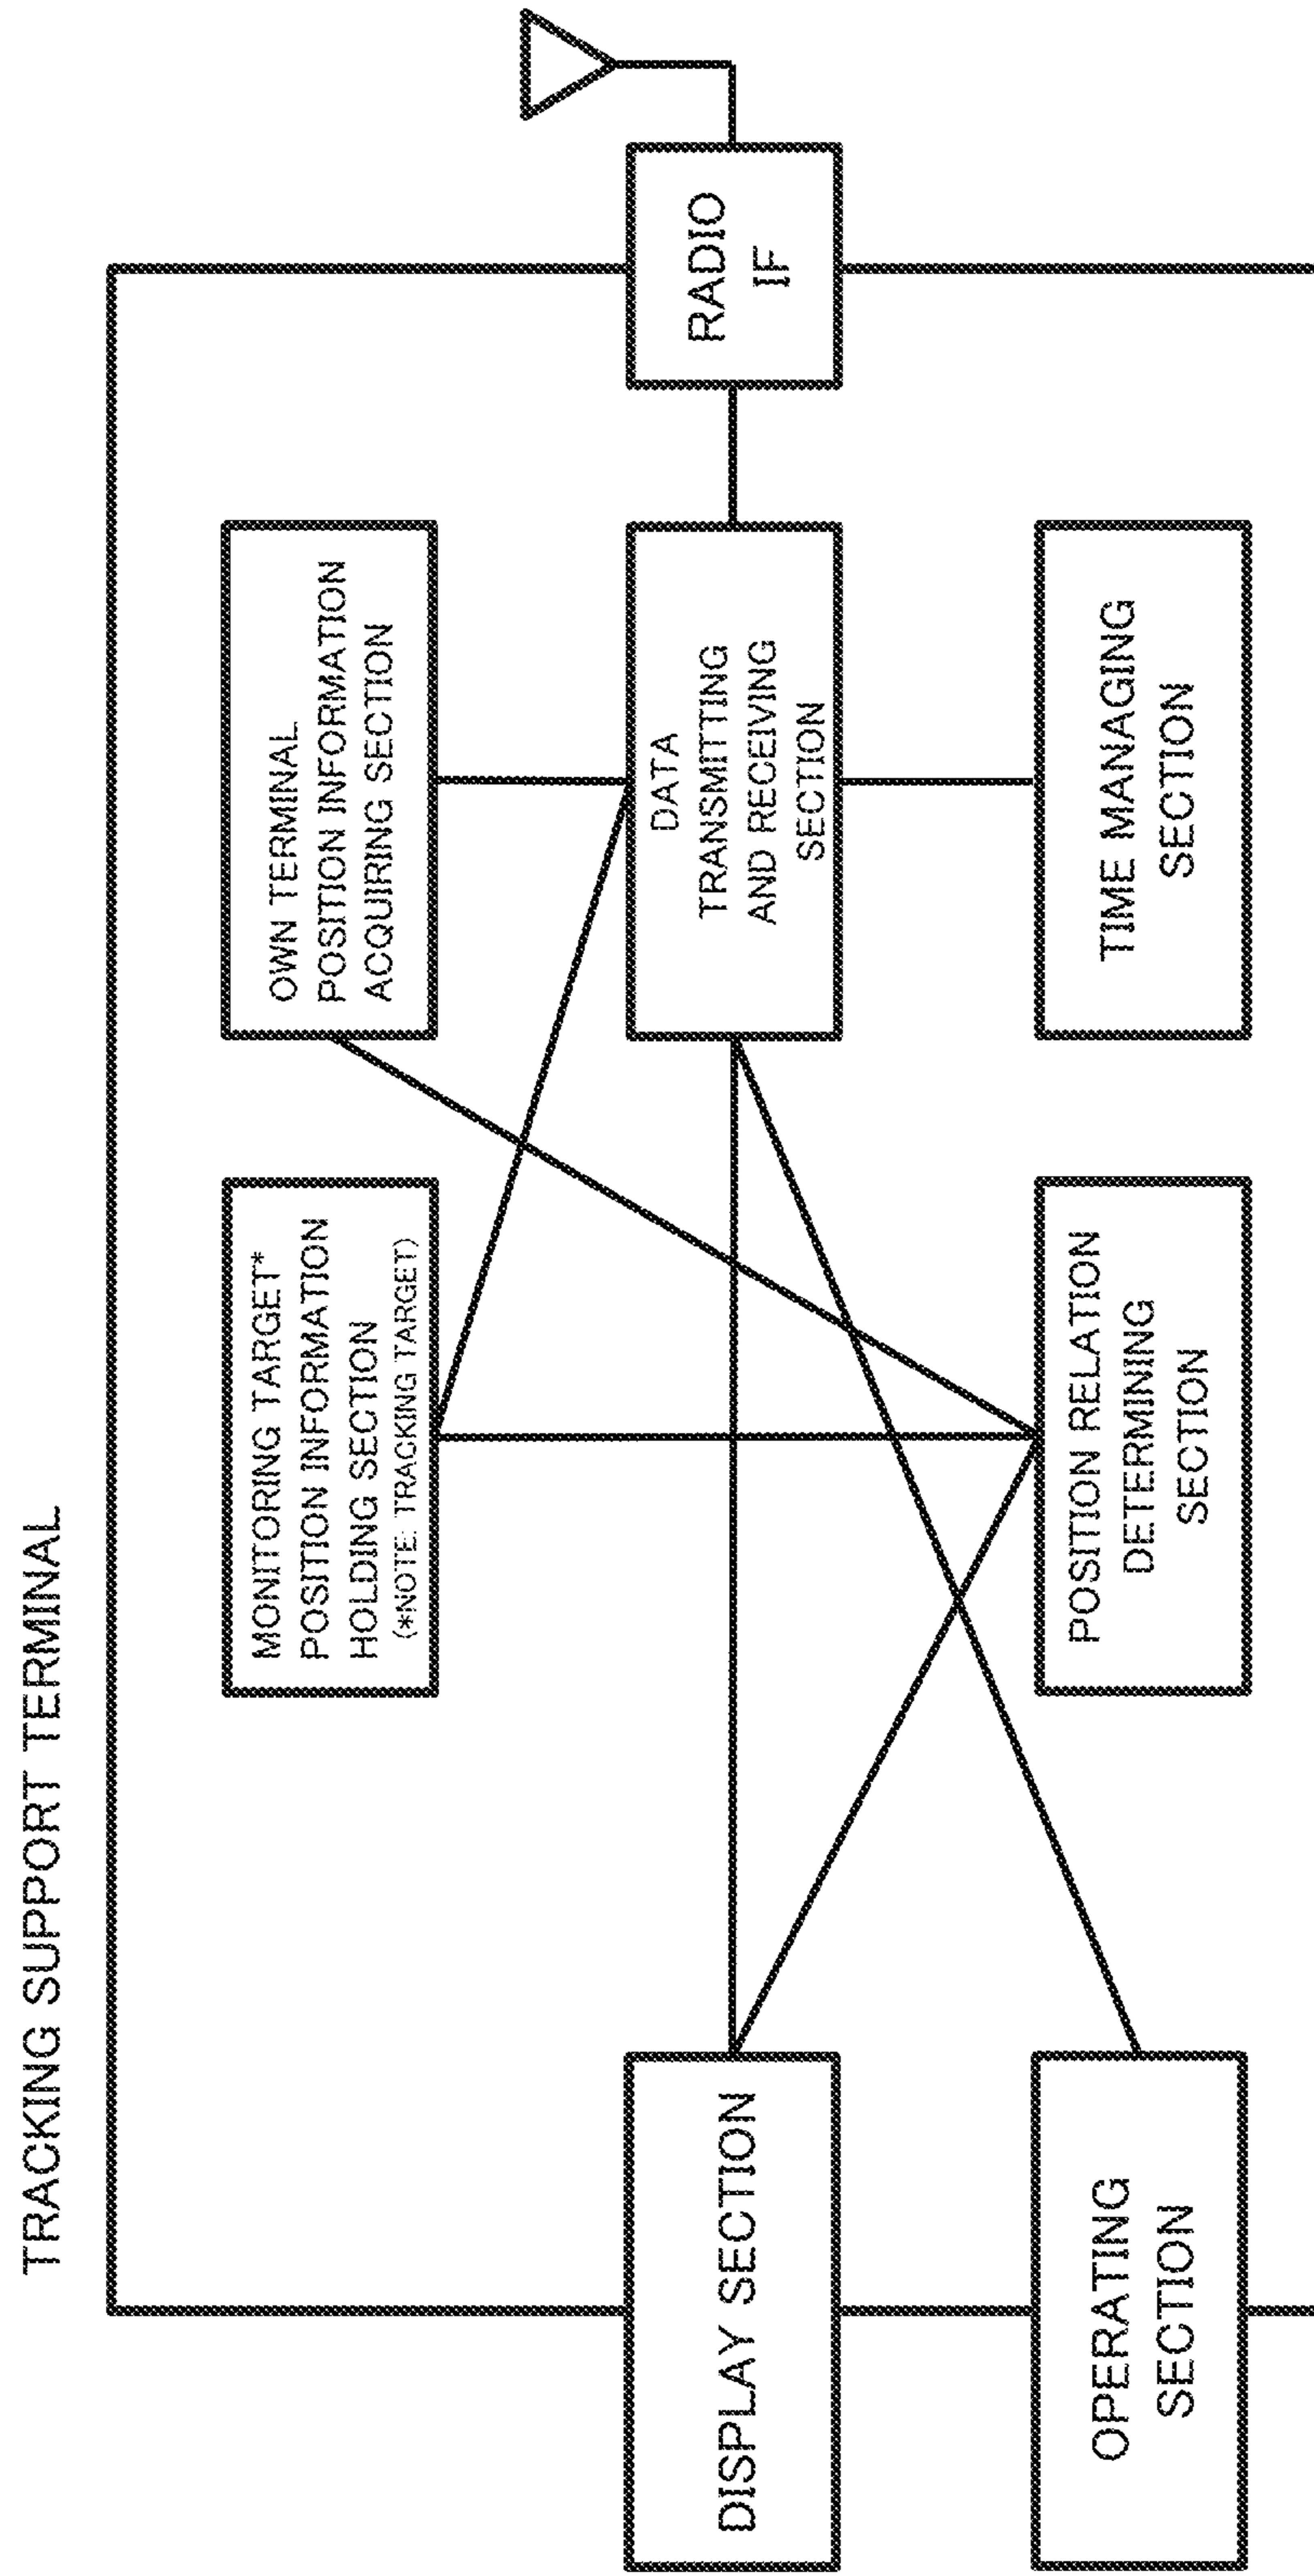 TRACKING SUPPORT TERMINAL
MONITORING TARGET*
POSITION INFORMATION
HOLDING SECTION
(*NOTE: TRACKING TARGET)
OWN TERMINAL
POSITION INFORMATION
ACQUIRING SECTION
DISPLAY SECTION
DATA
TRANSMITTING
AND RECEIVING
SECTION
RADIO
IF
OPERATING
SECTION
POSITION RELATION
DETERMINING
SECTION
TIME MANAGING
SECTION